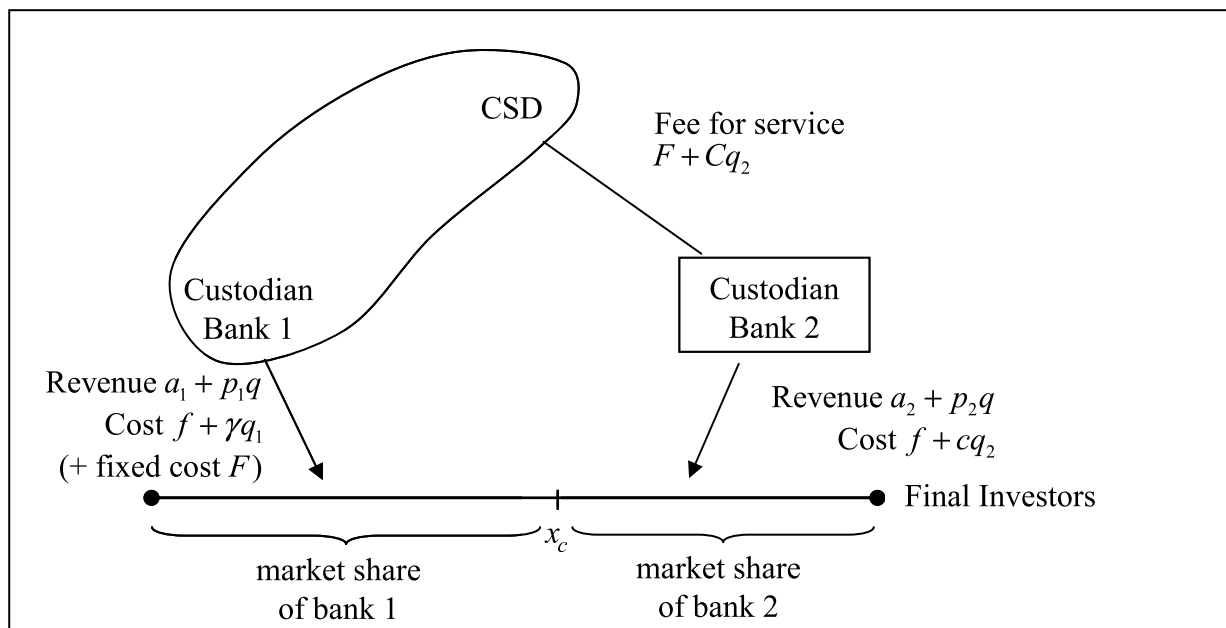 CSD
Fee for service
F + Cq₂
Custodian
Bank 1
Custodian
Bank 2
Revenue a₁ + p₁q
Cost f + γq₁
(+ fixed cost F)
Revenue a₂ + p₂q
Cost f + cq₂
Final Investors
x_c
market share
of bank 1
market share
of bank 2